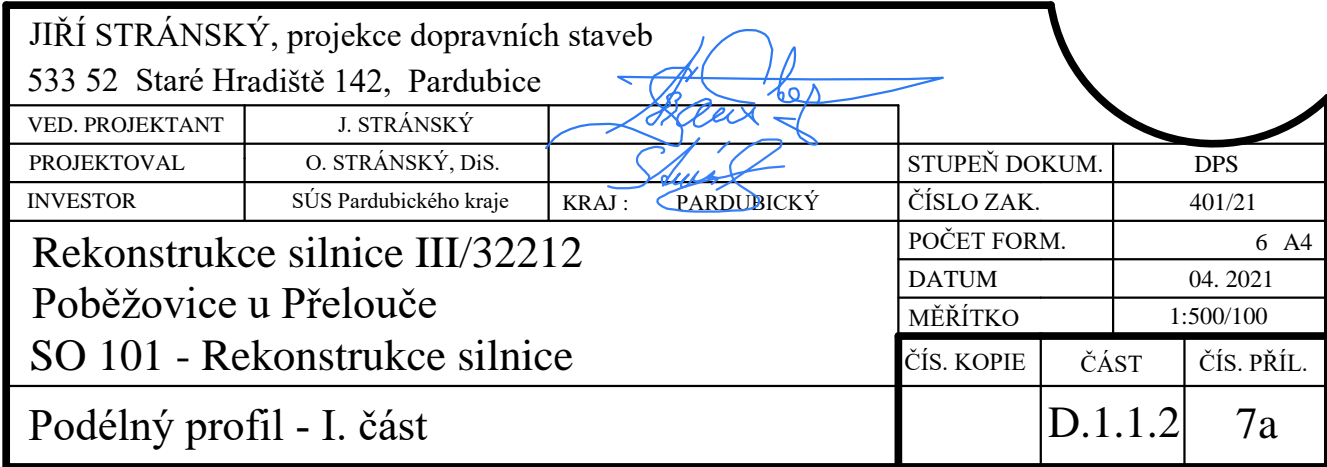 JIŘÍ STRÁNSKÝ, projekce dopravních staveb
533 52 Staré Hradiště 142, Pardubice
VED. PROJEKTANT J. STRÁNSKÝ
PROJEKTOVAL O. STRÁNSKÝ, DiS.
INVESTOR SÚS Pardubického kraje KRAJ : PARDUBICKÝ
STUPEŇ DOKUM. DPS
ČÍSLO ZAK. 401/21
POČET FORM. 6 A4
DATUM 04. 2021
MĚŘÍTKO 1:500/100
Rekonstrukce silnice III/32212
Poběžovice u Přelouče
SO 101 - Rekonstrukce silnice
ČÍS. KOPIE ČÁST ČÍS. PŘÍL.
Podélný profil - I. část
D.1.1.2 7a